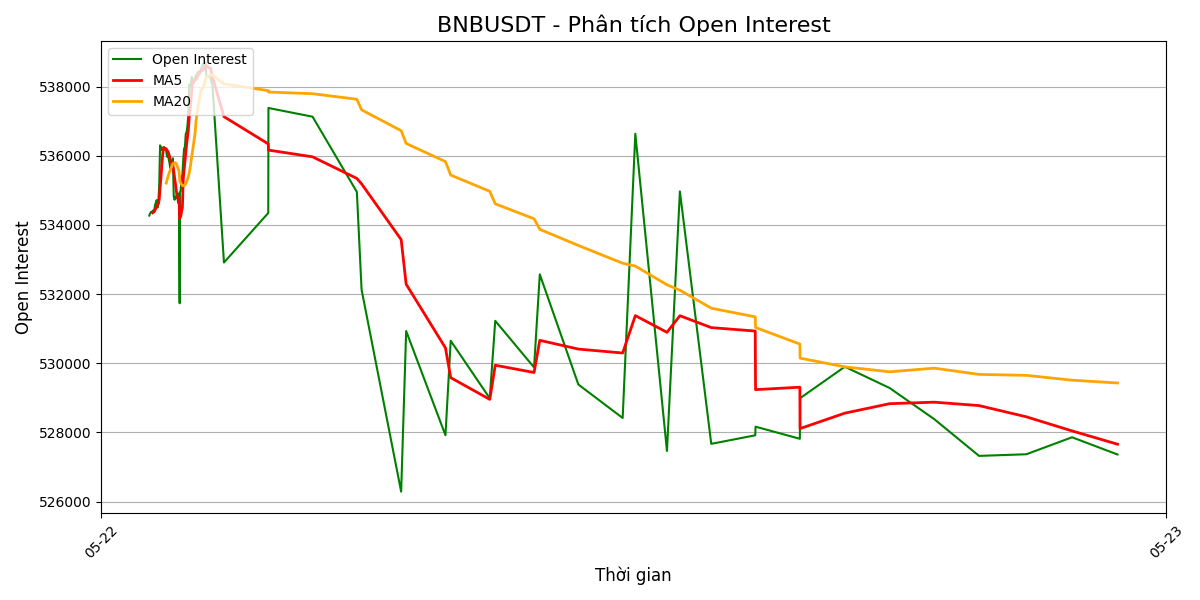 BNBUSDT - Phân tích Open Interest
Open Interest
MA5
MA20
538000
536000
534000
532000
530000
528000
526000
Open Interest
05-22
05-23
Thời gian